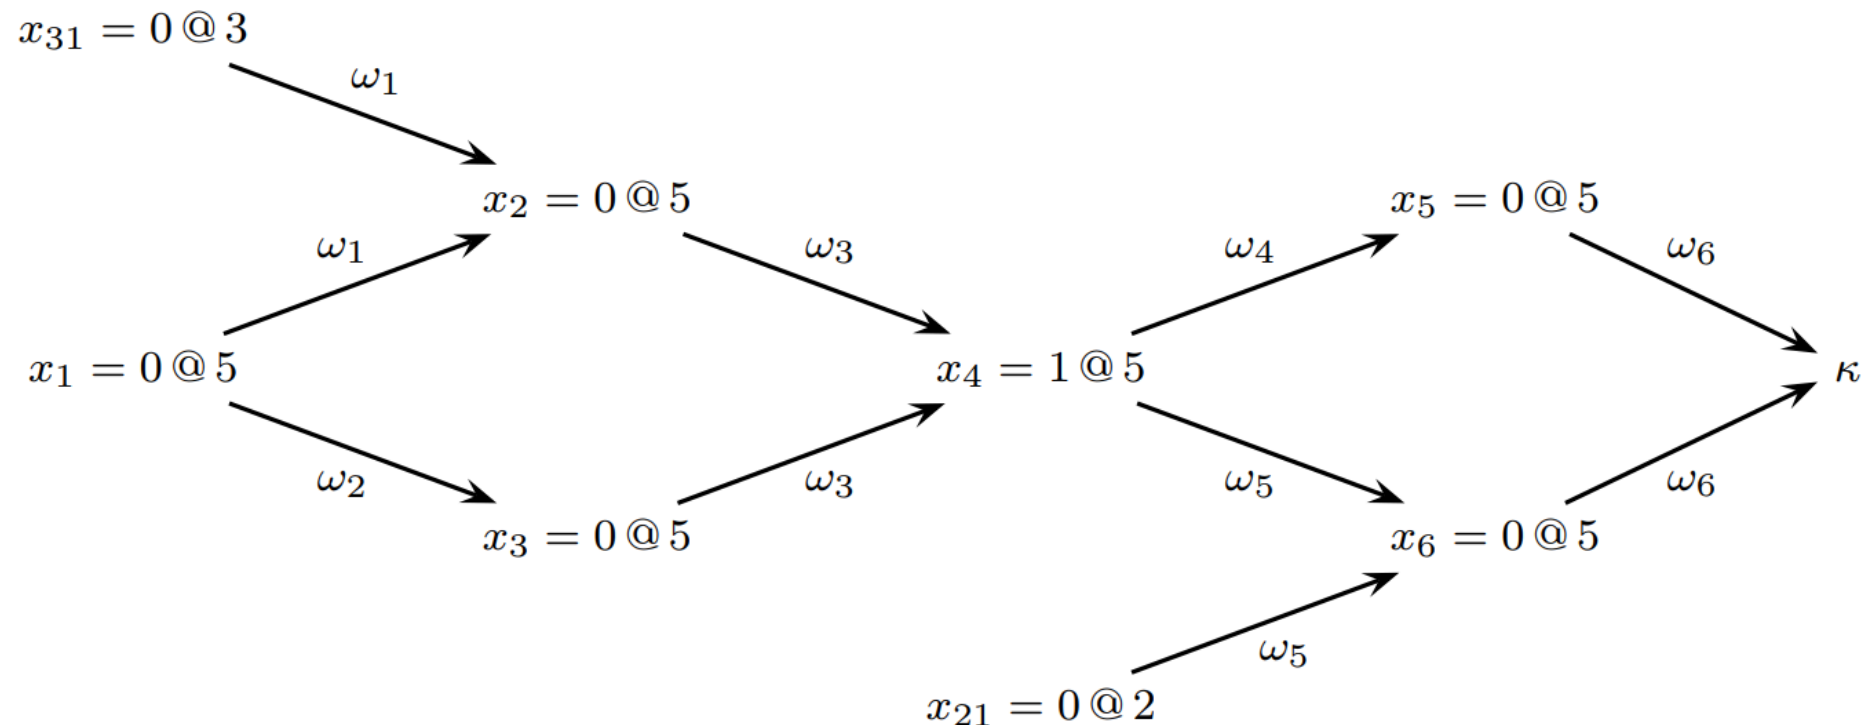 x₃₁ = 0 @ 3
ω₁
x₂ = 0 @ 5
x₅ = 0 @ 5
ω₁
ω₃
ω₄
ω₆
x₁ = 0 @ 5
x₄ = 1 @ 5
κ
ω₂
ω₃
ω₅
ω₆
x₃ = 0 @ 5
x₆ = 0 @ 5
ω₅
x₂₁ = 0 @ 2